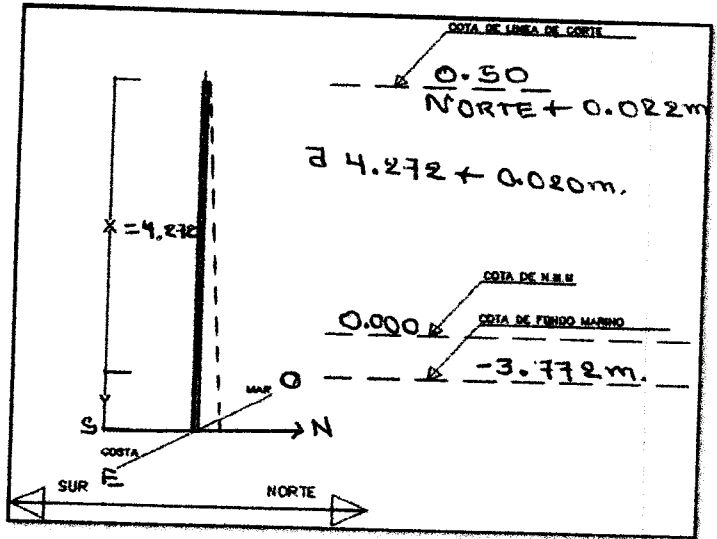 COTA DE LINEA DE CORTE
0.50
NORTE + 0.022m
a 4.272 + 0.020m.
X = 4.272
COTA DE N.M.M
0.000
COTA DE FONDO MARINO
-3.772m.
MAR O
S N
COSTA
E
SUR NORTE